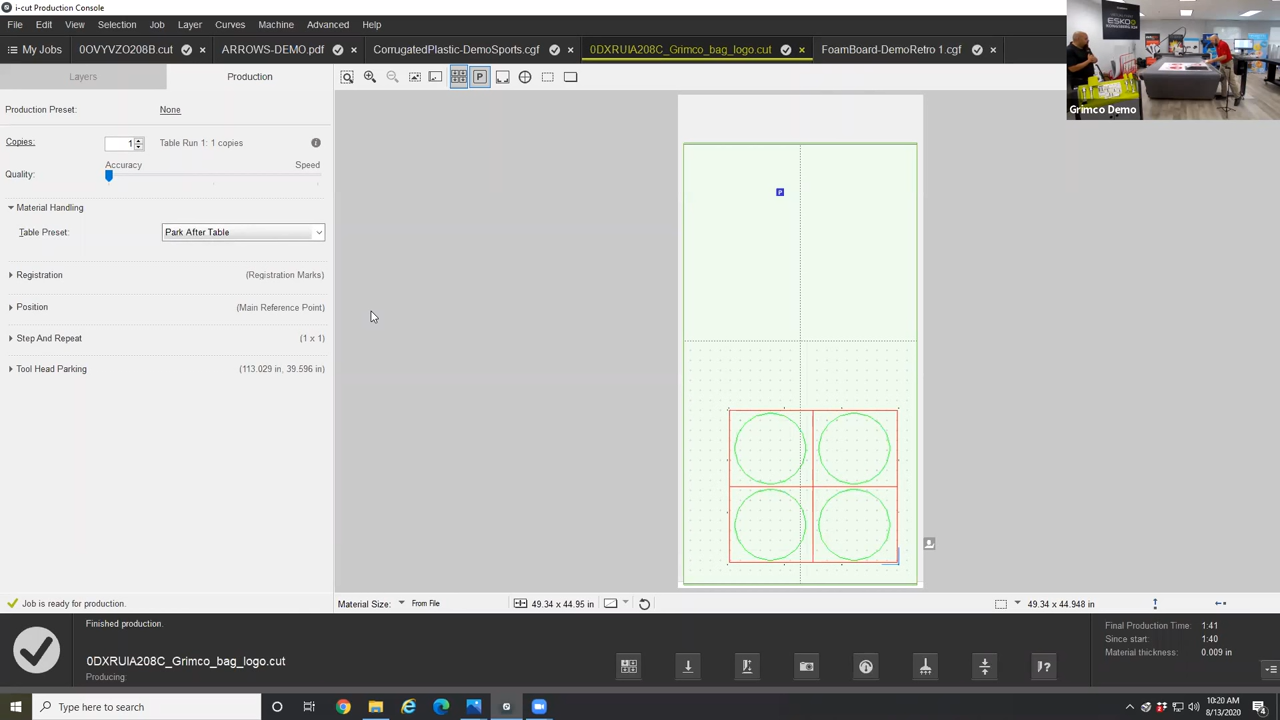 i-cut Production Console
File Edit View Selection Job Layer Curves Machine Advanced Help
My Jobs 0OVYVZO208B.cut × ARROWS-DEMO.pdf × CorrugatedPlastic-DemoSports.cgf × 0DXRUIA208C_Grimco_bag_logo.cut × FoamBoard-DemoRetro 1.cgf ×
Layers Production
Production Preset: None
Copies: 1 Table Run 1: 1 copies
Accuracy Speed
Quality:
Material Handling
Table Preset: Park After Table
Registration (Registration Marks)
Position (Main Reference Point)
Step And Repeat (1 x 1)
Tool Head Parking (113.029 in, 39.596 in)
P
P
ESKO
Grimco Demo
Job is ready for production. Material Size: From File 49.34 x 44.95 in 49.34 x 44.948 in
Finished production.
0DXRUIA208C_Grimco_bag_logo.cut
Producing:
Final Production Time: 1:41
Since start: 1:40
Material thickness: 0.009 in
Type here to search
10:20 AM
8/13/2020
4